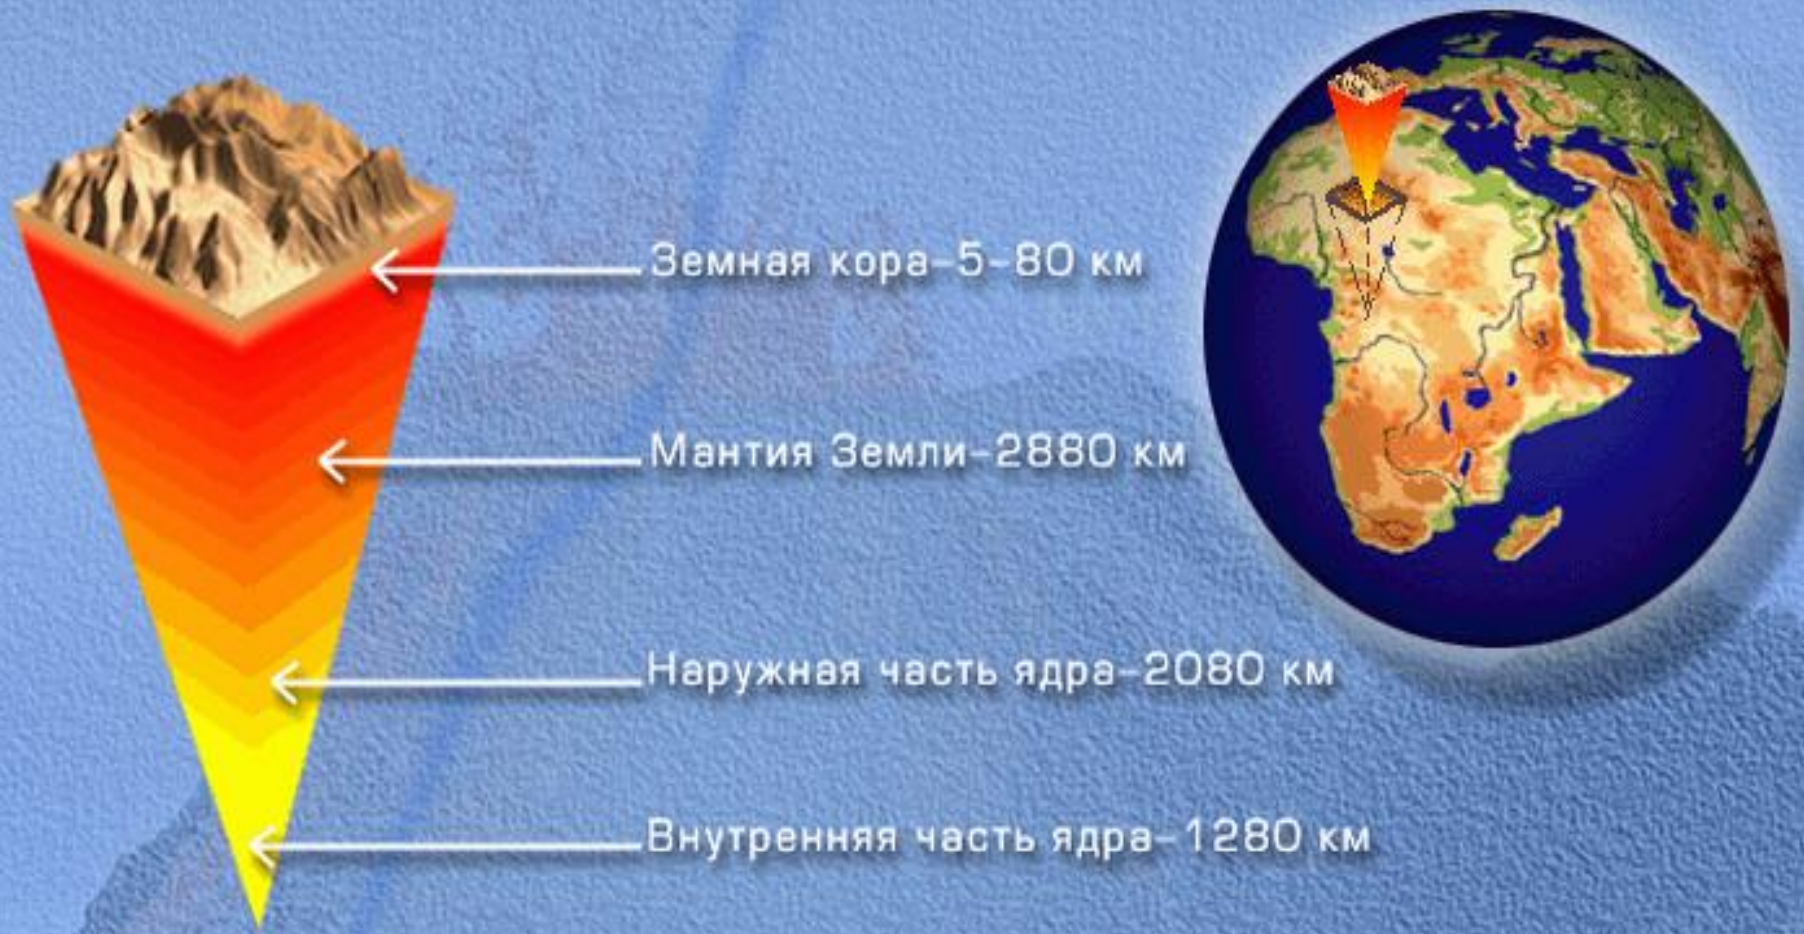 Земная кора-5-80 км
Мантия Земли-2880 км
Наружная часть ядра-2080 км
Внутренняя часть ядра-1280 км